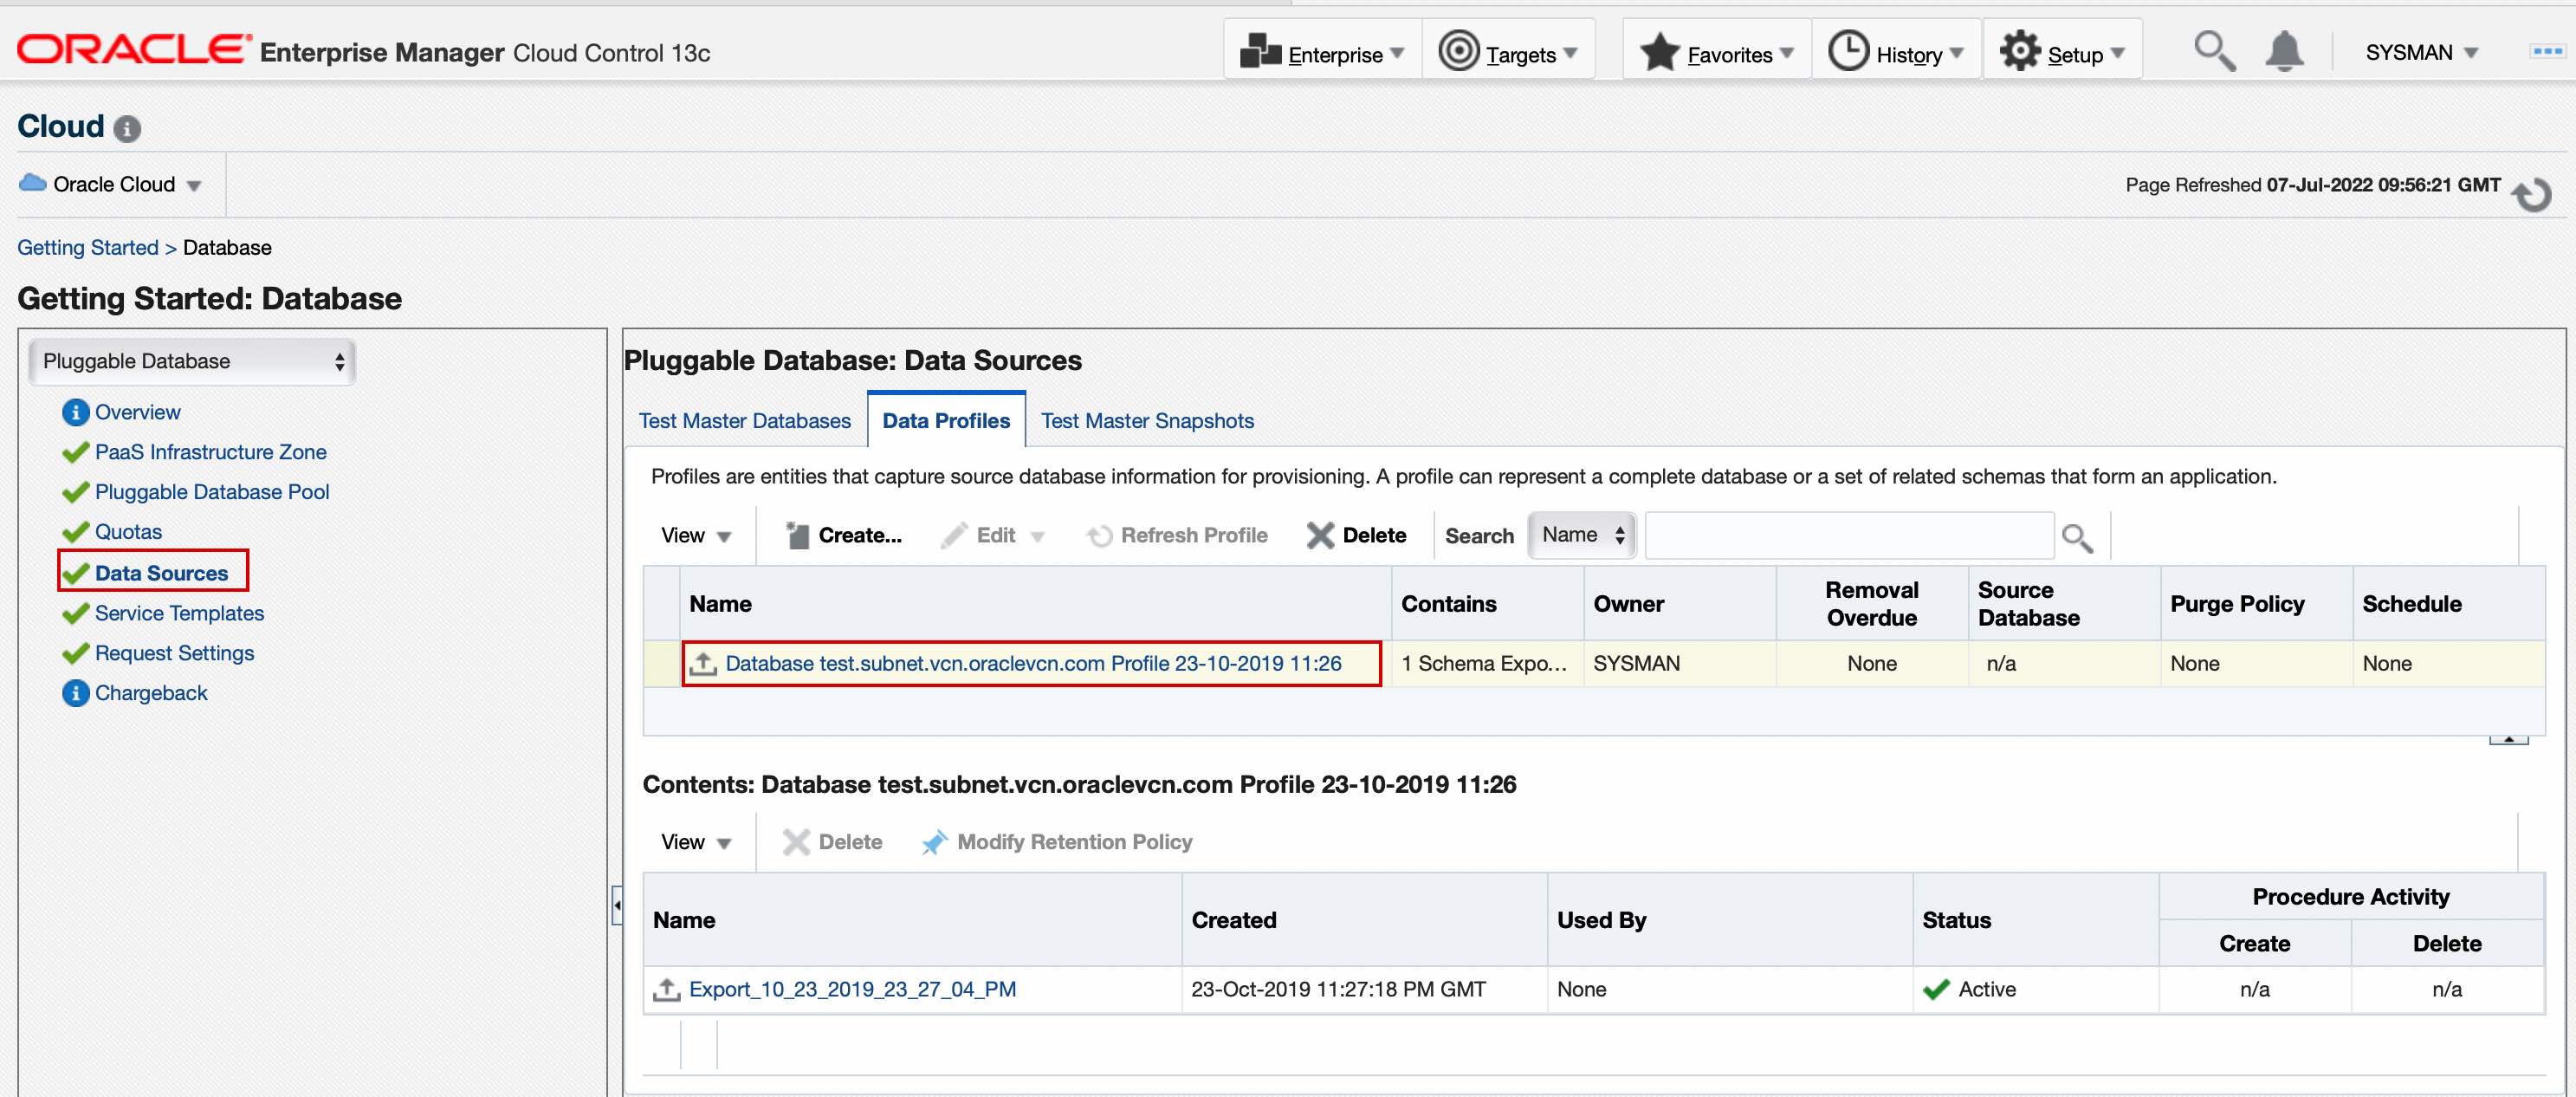 ORACLE Enterprise Manager Cloud Control 13c
Enterprise
Targets
Favorites
History
Setup
SYSMAN
Cloud
Oracle Cloud
Page Refreshed 07-Jul-2022 09:56:21 GMT
Getting Started > Database
Getting Started: Database
Pluggable Database
Overview
PaaS Infrastructure Zone
Pluggable Database Pool
Quotas
Data Sources
Service Templates
Request Settings
Chargeback
Pluggable Database: Data Sources
Test Master Databases
Data Profiles
Test Master Snapshots
Profiles are entities that capture source database information for provisioning. A profile can represent a complete database or a set of related schemas that form an application.
View
Create...
Edit
Refresh Profile
Delete
Search
Name
Name
Contains
Owner
Removal Overdue
Source Database
Purge Policy
Schedule
Database test.subnet.vcn.oraclevcn.com Profile 23-10-2019 11:26
1 Schema Expo...
SYSMAN
None
n/a
None
None
Contents: Database test.subnet.vcn.oraclevcn.com Profile 23-10-2019 11:26
View
Delete
Modify Retention Policy
Name
Created
Used By
Status
Procedure Activity
Create
Delete
Export_10_23_2019_23_27_04_PM
23-Oct-2019 11:27:18 PM GMT
None
Active
n/a
n/a